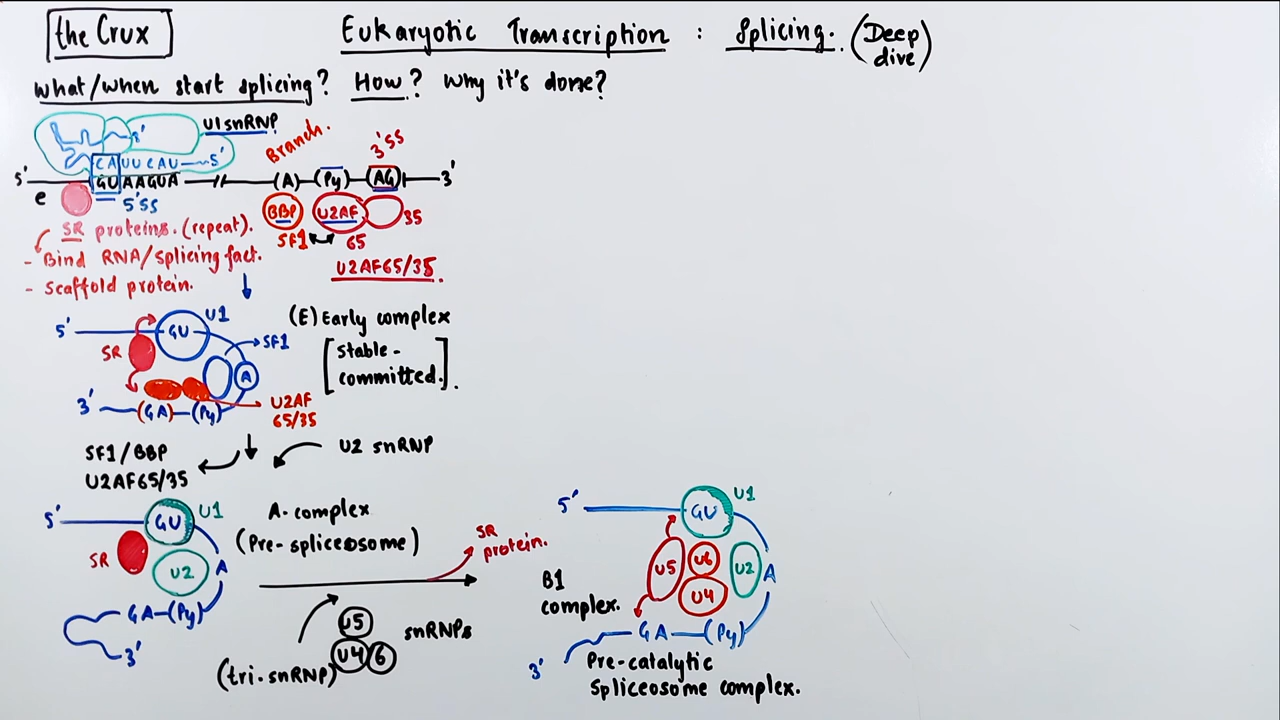 the Crux
Eukaryotic Transcription : Splicing. (Deep dive)
what/when start splicing? How? Why it's done?
U1 snRNP
5'
CAUUCAU 5'
5' GUAAGUA // (A) (Py) (AG) 3'
Branch.
3'SS
e 5'SS
BBP U2AF 35
SF1 65
U2AF65/35.
SR proteins. (repeat).
- Bind RNA/splicing fact.
- Scaffold protein.
5' GU U1
SR SF1
A
3' (GA) (Py)
U2AF
65/35
(E) Early complex
[Stable-
committed.].
SF1/BBP
U2AF65/35
U2 snRNP
5' GU U1
SR U2 A
GA-(Py)
3'
A-complex
(Pre-spliceosome)
SR
protein.
U5
U4 6
snRNPs
(tri-snRNP)
5' GU U1
U5 U6 U2 A
U4
GA-(Py)
3'
B1
complex.
Pre-catalytic
Spliceosome complex.